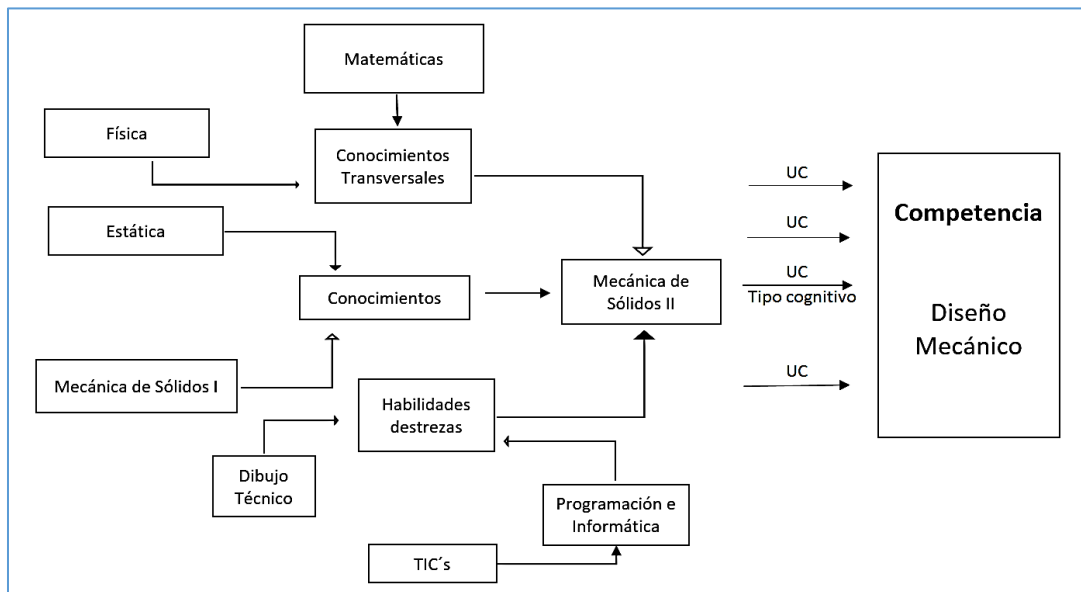 Matemáticas
Física
Conocimientos
Transversales
Estática
Conocimientos
Mecánica de Sólidos I
Habilidades
destrezas
Dibujo
Técnico
Programación e
Informática
TIC´s
Mecánica de
Sólidos II
UC
UC
UC
Tipo cognitivo
UC
Competencia
Diseño
Mecánico